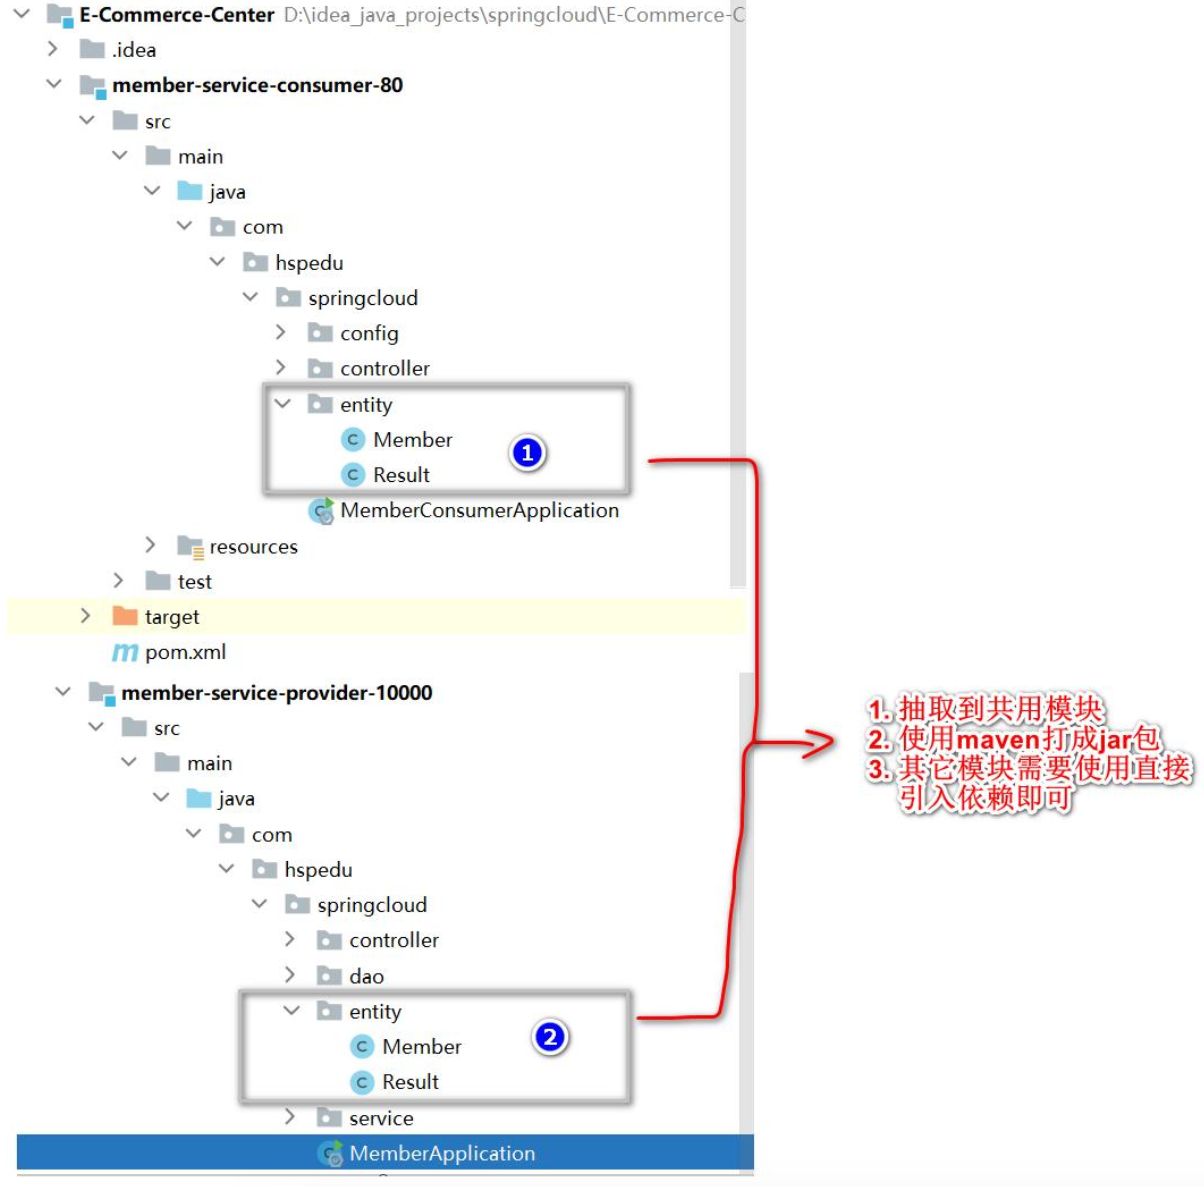 E-Commerce-Center D:\idea_java_projects\springcloud\E-Commerce-C
.idea
member-service-consumer-80
src
main
java
com
hspedu
springcloud
config
controller
entity
Member
1
Result
MemberConsumerApplication
resources
test
target
pom.xml
member-service-provider-10000
src
main
java
com
hspedu
springcloud
controller
dao
entity
Member
2
Result
service
MemberApplication
1. 抽取到共用模块
2. 使用maven打成jar包
3. 其它模块需要使用直接
引入依赖即可